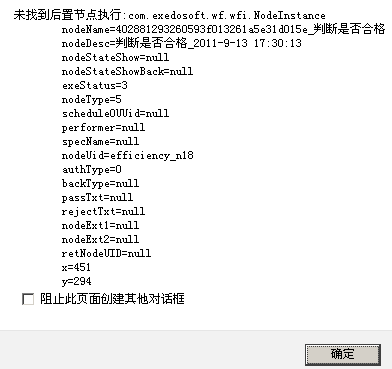 未找到后置节点执行:com.exedosoft.wf.wfi.NodeInstance
nodeName=402881293260593f013261a5e31d015e_判断是否合格
nodeDesc=判断是否合格_2011-9-13 17:30:13
nodeStateShow=null
nodeStateShowBack=null
exeStatus=3
nodeType=5
scheduleOUUid=null
performer=null
specName=null
nodeUid=efficiency_n18
authType=0
backType=null
passTxt=null
rejectTxt=null
nodeExt1=null
nodeExt2=null
retNodeUID=null
x=451
y=294
阻止此页面创建其他对话框
确定